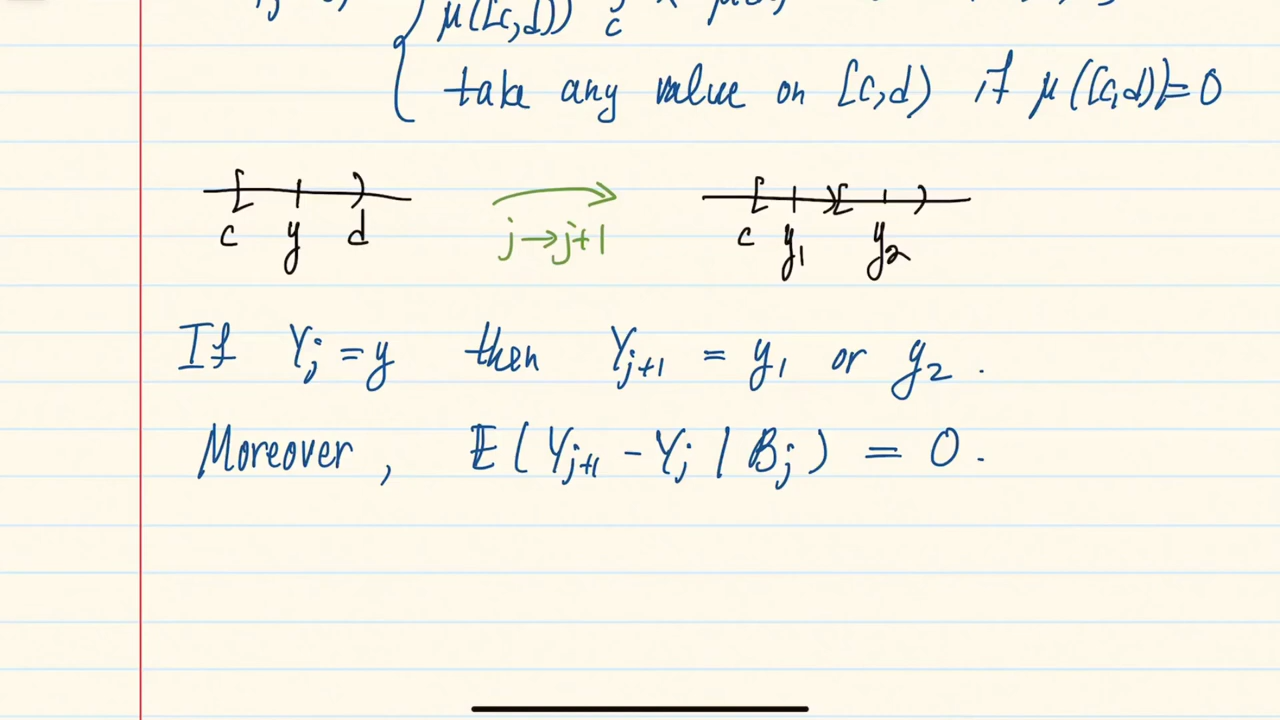 μ([c,d)) c
take any value on [c,d) if μ([c,d))=0
c y d j→j+1 c y₁ y₂
If Yⱼ = y then Yⱼ₊₁ = y₁ or y₂ .
Moreover , 𝔼( Yⱼ₊₁ - Yⱼ | Bⱼ ) = 0 .